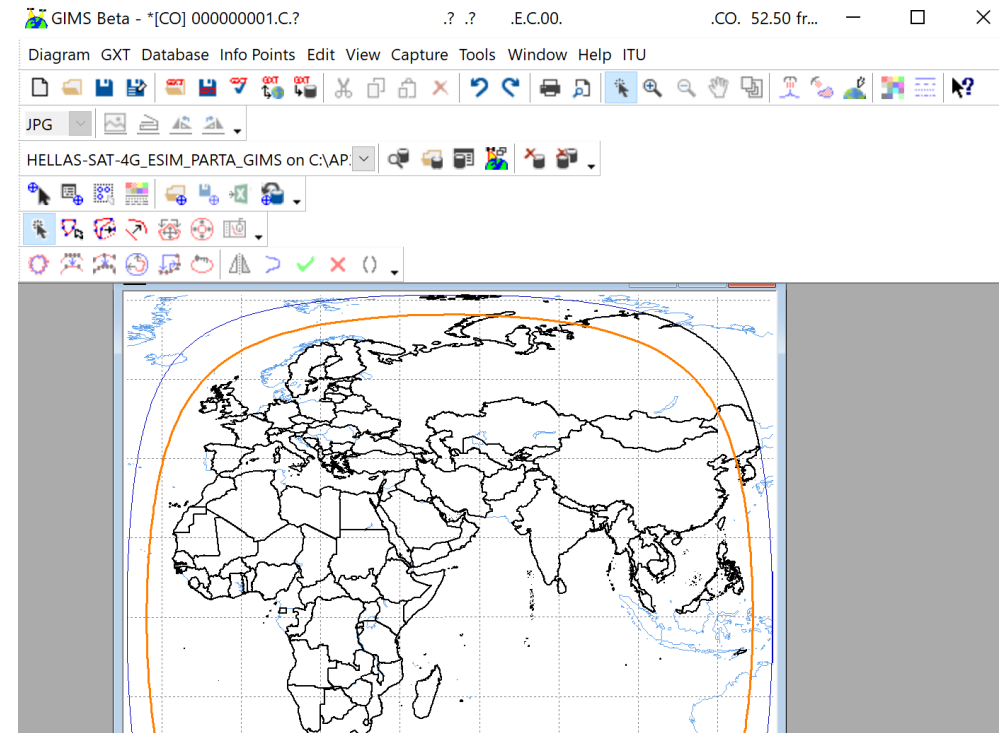 GIMS Beta - *[CO] 000000001.C.? .? .? .E.C.00. .CO. 52.50 fr...
Diagram GXT Database Info Points Edit View Capture Tools Window Help ITU
JPG
HELLAS-SAT-4G_ESIM_PARTA_GIMS on C:\AP